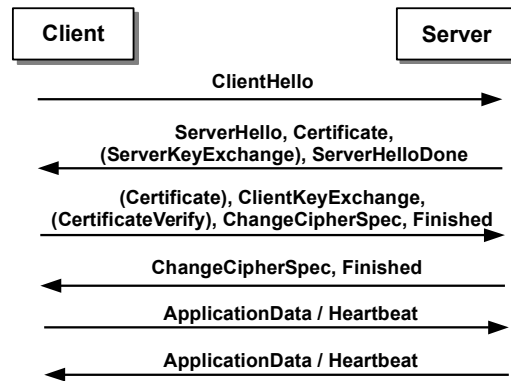 Client
Server
ClientHello
ServerHello, Certificate,
(ServerKeyExchange), ServerHelloDone
(Certificate), ClientKeyExchange,
(CertificateVerify), ChangeCipherSpec, Finished
ChangeCipherSpec, Finished
ApplicationData / Heartbeat
ApplicationData / Heartbeat